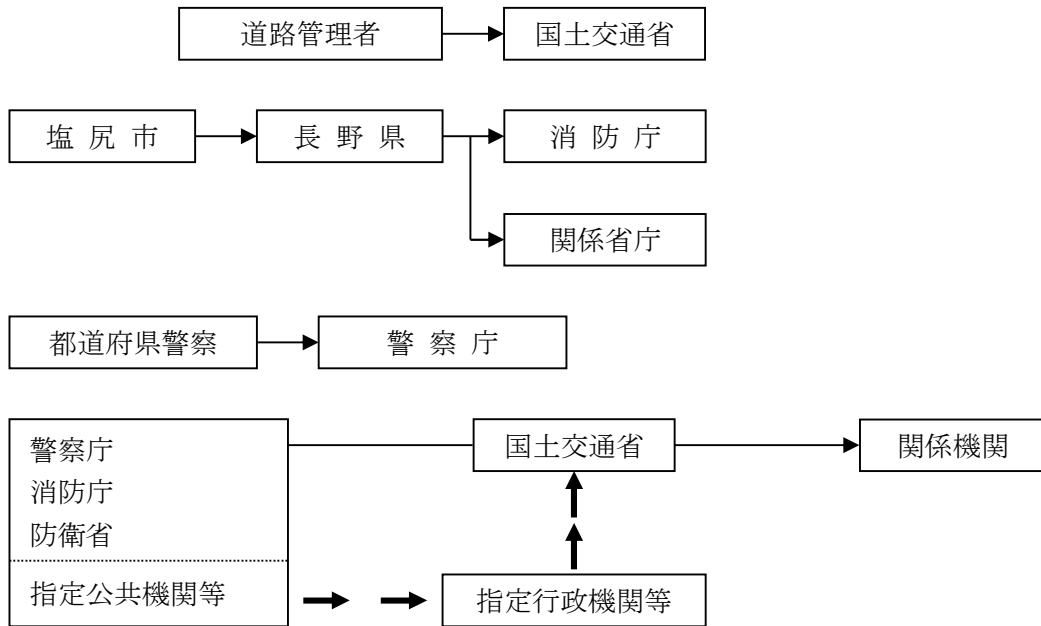 道路管理者
国土交通省
塩 尻 市
長 野 県
消 防 庁
関係省庁
都道府県警察
警 察 庁
警察庁
消防庁
防衛省
国土交通省
関係機関
指定公共機関等
指定行政機関等